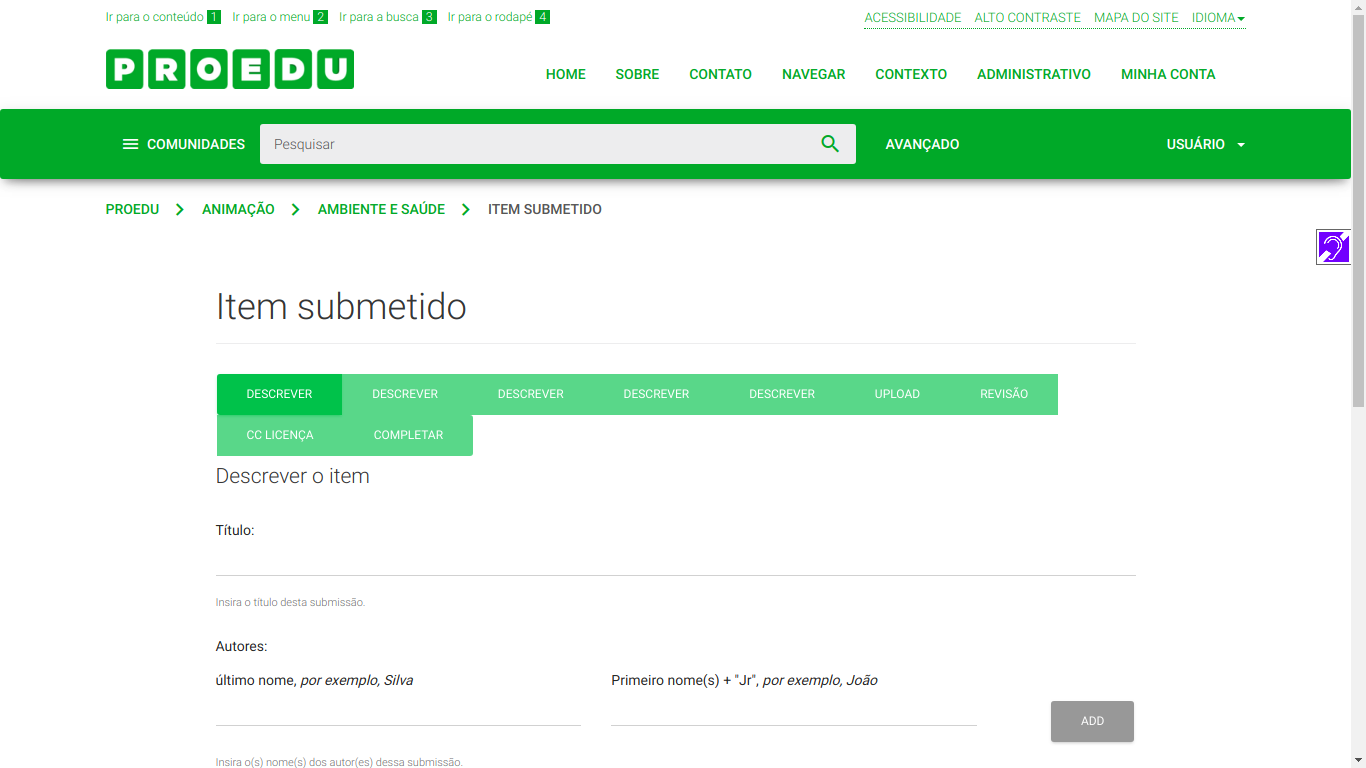 Ir para o conteúdo 1 Ir para o menu 2 Ir para a busca 3 Ir para o rodapé 4
ACESSIBILIDADE ALTO CONTRASTE MAPA DO SITE IDIOMA
PROEDU
HOME SOBRE CONTATO NAVEGAR CONTEXTO ADMINISTRATIVO MINHA CONTA
COMUNIDADES Pesquisar AVANÇADO USUÁRIO
PROEDU ANIMAÇÃO AMBIENTE E SAÚDE ITEM SUBMETIDO
Item submetido
DESCREVER DESCREVER DESCREVER DESCREVER DESCREVER UPLOAD REVISÃO
CC LICENÇA COMPLETAR
Descrever o item
Título:
Insira o título desta submissão.
Autores:
último nome, por exemplo, Silva Primeiro nome(s) + "Jr", por exemplo, João
ADD
Insira o(s) nome(s) dos autor(es) dessa submissão.